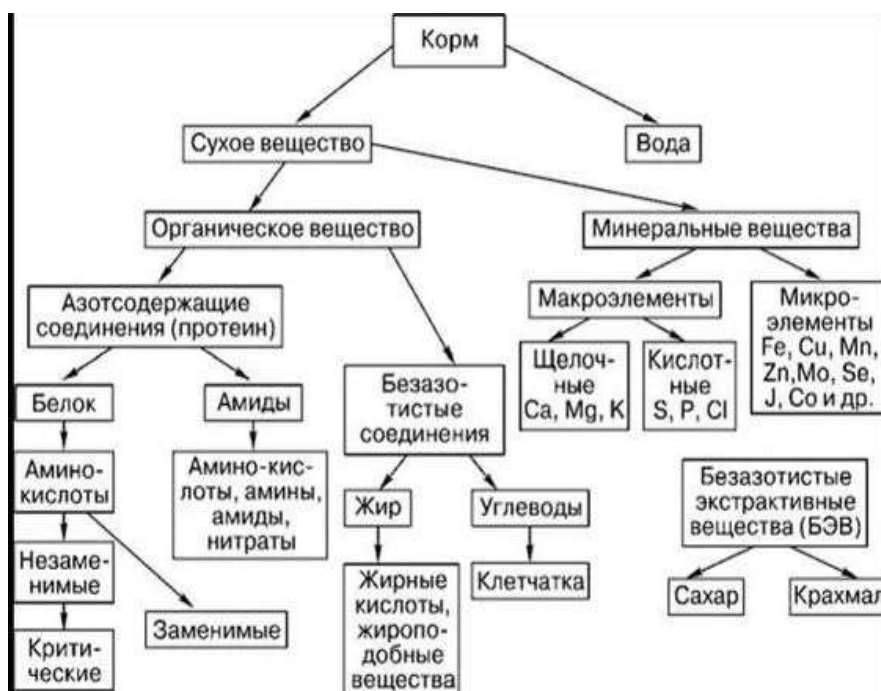 Корм
Сухое вещество
Вода
Органическое вещество
Минеральные вещества
Азотсодержащие
соединения (протеин)
Макроэлементы
Микро-
элементы
Fe, Cu, Mn,
Zn,Mo, Se,
J, Co и др.
Щелоч-
ные
Ca, Mg, K
Кислот-
ные
S, P, Cl
Белок
Амиды
Безазо-
тистые
соединения
Амино-
кислоты
Амино-кис-
лоты, амины,
амиды,
нитраты
Жир
Углеводы
Безазотистые
экстрактивные
вещества (БЭВ)
Незаме-
нимые
Заменимые
Жирные
кислоты,
жиропо-
добные
вещества
Клетчатка
Сахар
Крахмал
Крити-
ческие